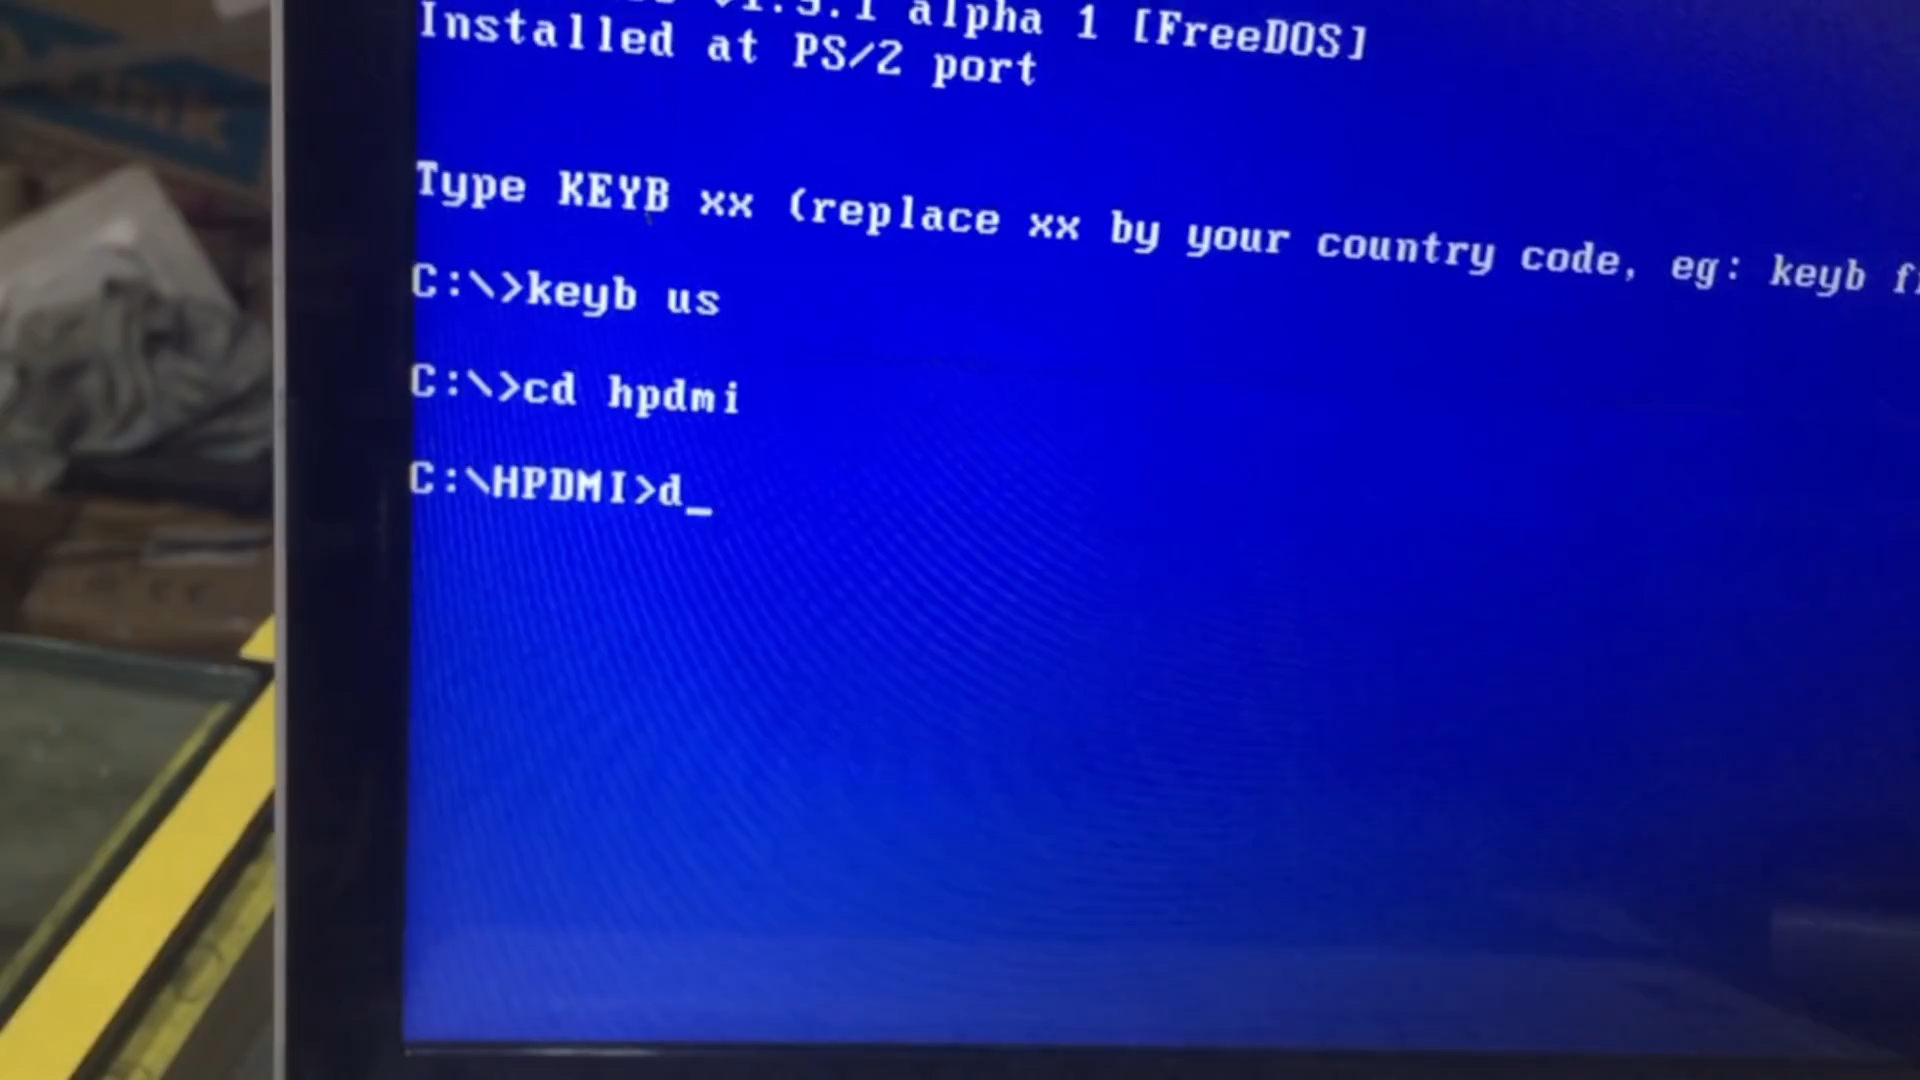 alpha 1 [FreeDOS]
Installed at PS/2 port
Type KEYB xx (replace xx by your country code, eg: keyb
C:\>keyb us
C:\>cd hpdmi
C:\HPDMI>d_